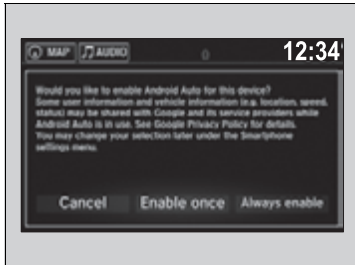 MAP AUDIO 0 12:34
Would you like to enable Android Auto for this device?
Some user information and vehicle information (e.g. location, speed,
status) may be shared with Google and its service providers while
Android Auto is in use. See Google Privacy Policy for details.
You may change your selection later under the Smartphone
settings menu.
Cancel Enable once Always enable